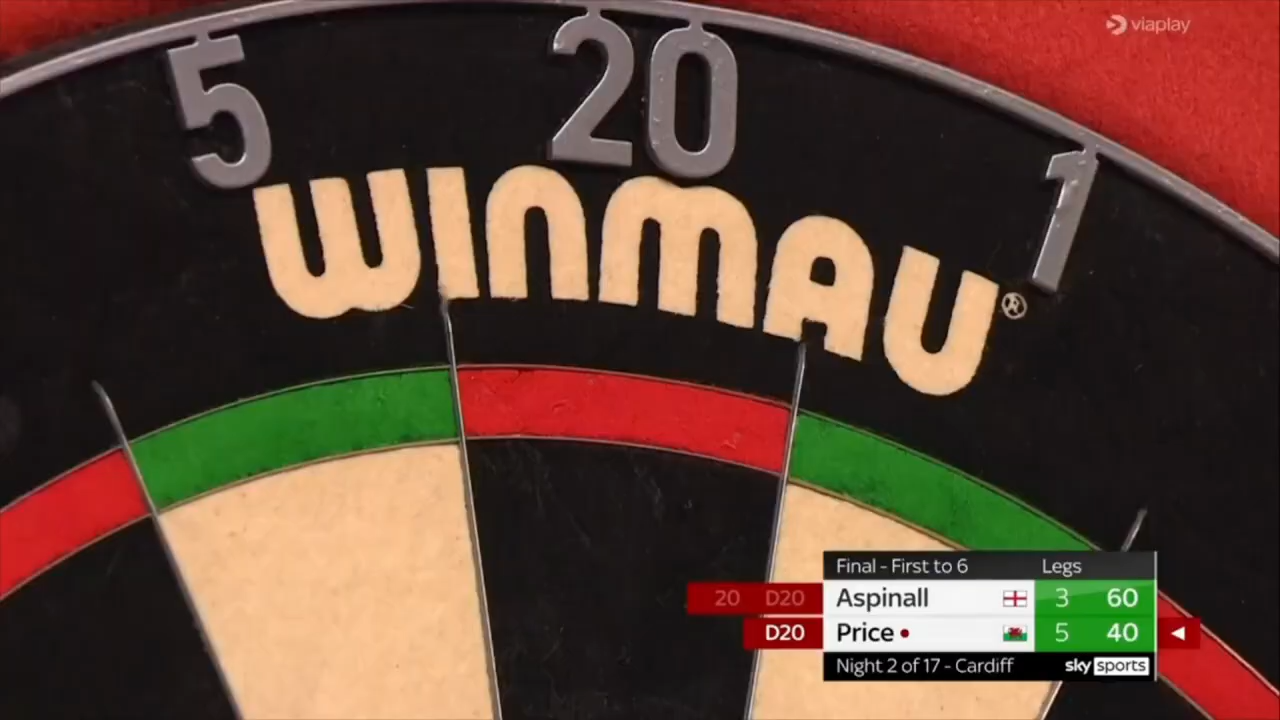 viaplay
5 20 1
WINMAU®
Final - First to 6 Legs
20 D20 Aspinall 3 60
D20 Price 5 40
Night 2 of 17 - Cardiff sky sports